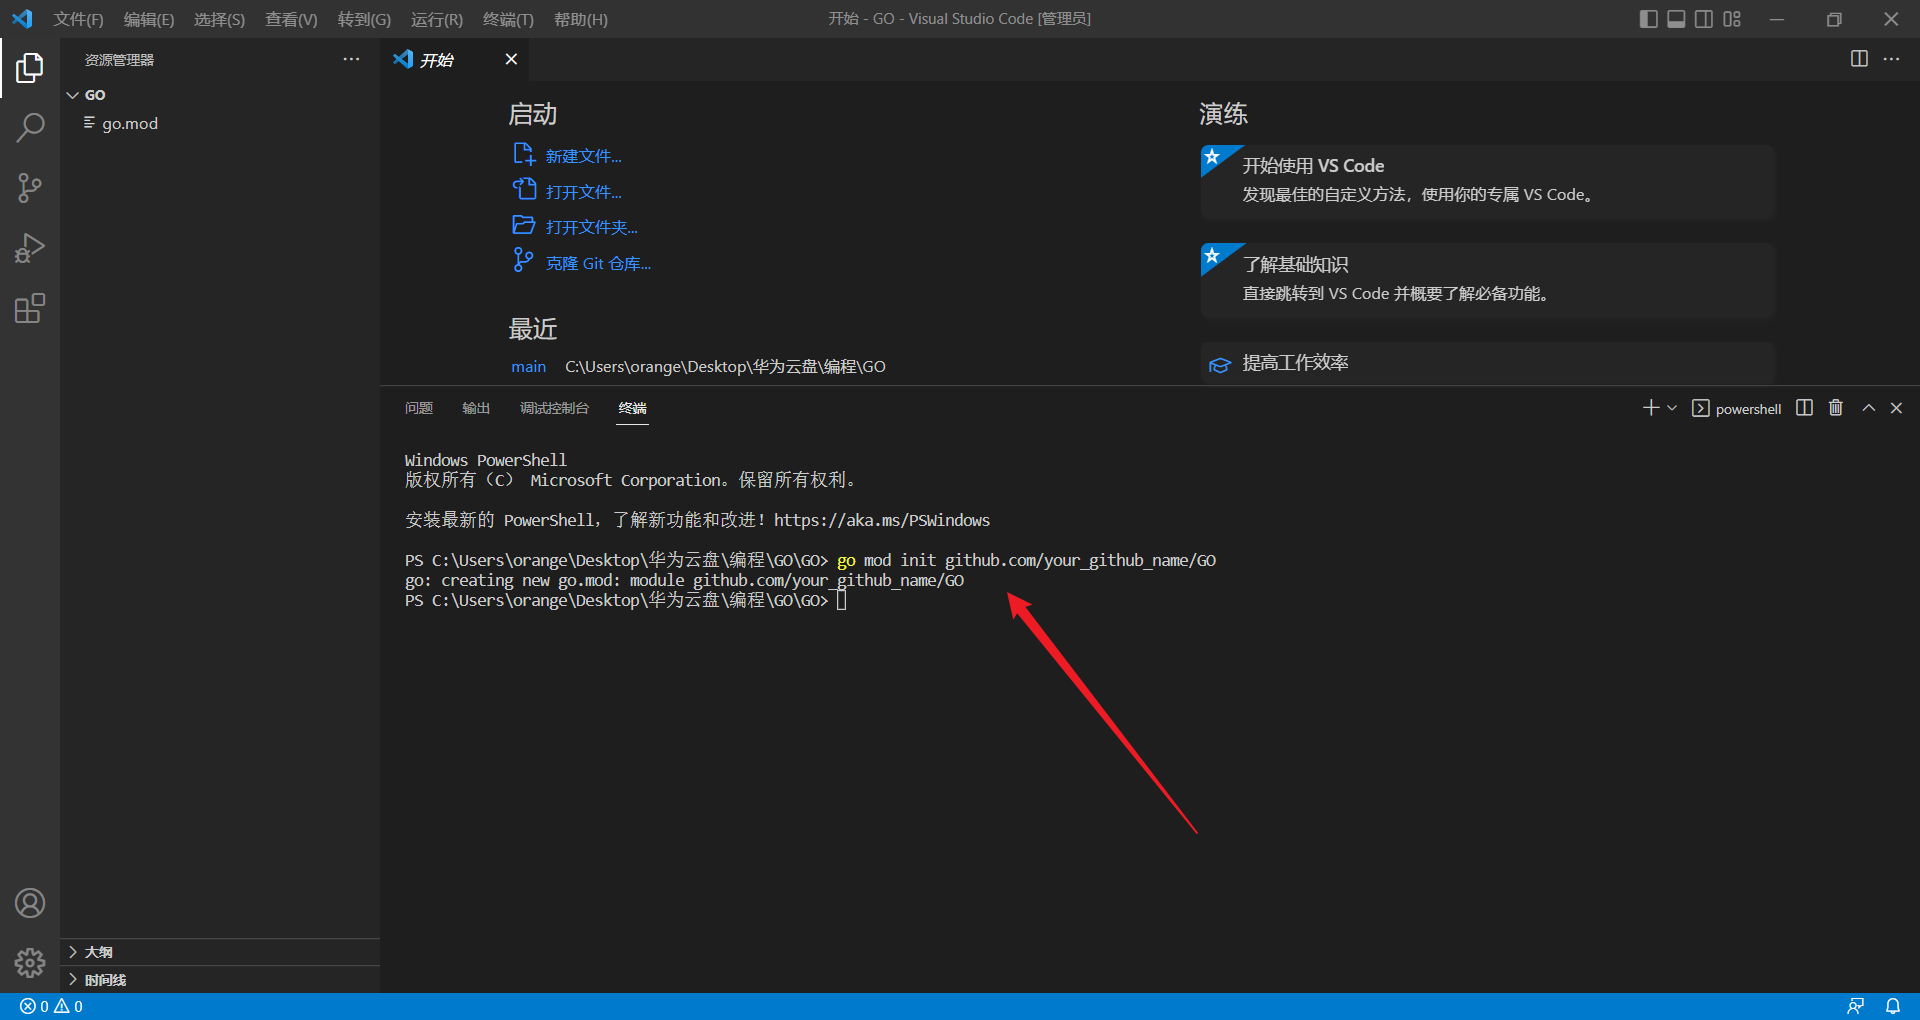 文件(F) 编辑(E) 选择(S) 查看(V) 转到(G) 运行(R) 终端(T) 帮助(H) 开始 - GO - Visual Studio Code [管理员]
资源管理器
GO
go.mod
开始
启动
新建文件...
打开文件...
打开文件夹...
克隆 Git 仓库...
最近
main C:\Users\orange\Desktop\华为云盘\编程\GO
演练
开始使用 VS Code
发现最佳的自定义方法，使用你的专属 VS Code。
了解基础知识
直接跳转到 VS Code 并概要了解必备功能。
提高工作效率
问题 输出 调试控制台 终端 powershell
Windows PowerShell
版权所有（C） Microsoft Corporation。保留所有权利。
安装最新的 PowerShell，了解新功能和改进！https://aka.ms/PSWindows
PS C:\Users\orange\Desktop\华为云盘\编程\GO\GO> go mod init github.com/your_github_name/GO
go: creating new go.mod: module github.com/your_github_name/GO
PS C:\Users\orange\Desktop\华为云盘\编程\GO\GO>
大纲
时间线
0 0